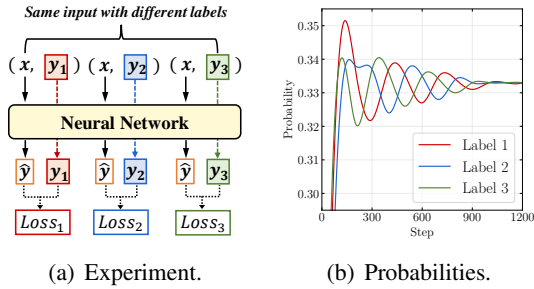 Same input with different labels
(x, y₁) (x, y₂) (x, y₃)
Neural Network
ŷ y₁ ŷ y₂ ŷ y₃
Loss₁ Loss₂ Loss₃
(a) Experiment.
0.35
0.34
0.33
0.32
0.31
0.30
Probability
Label 1
Label 2
Label 3
0 300 600 900 1200
Step
(b) Probabilities.